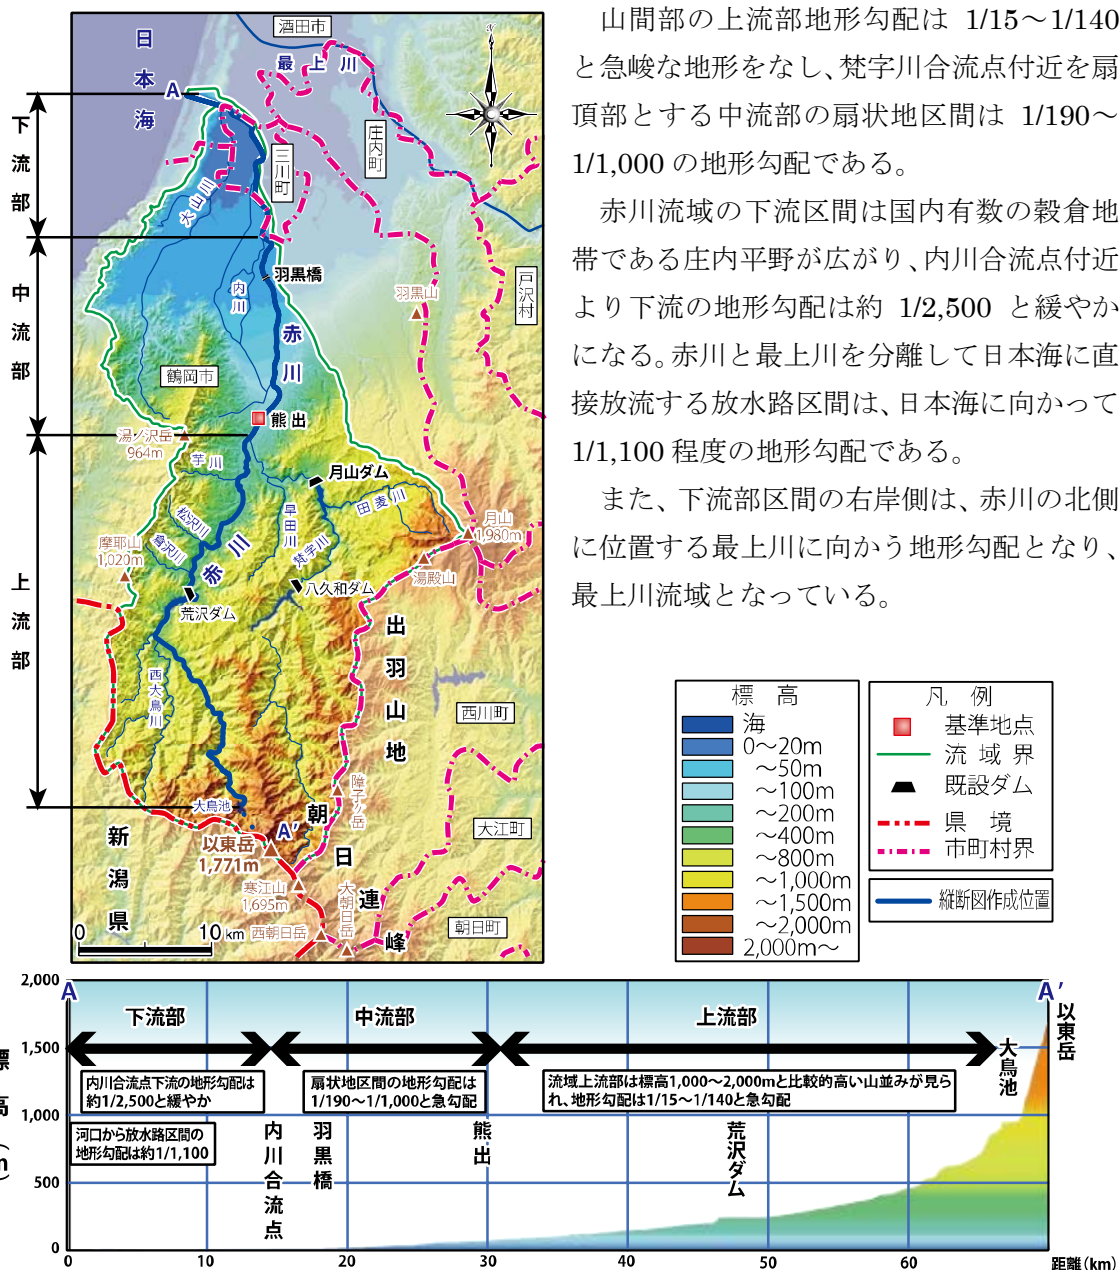 山間部の上流部地形勾配は 1/15～1/140
と急峻な地形をなし、梵字川合流点付近を扇
頂部とする中流部の扇状地区間は 1/190～
1/1,000 の地形勾配である。
赤川流域の下流区間は国内有数の穀倉地
帯である庄内平野が広がり、内川合流点付近
より下流の地形勾配は約 1/2,500 と緩やか
になる。赤川と最上川を分離して日本海に直
接放流する放水路区間は、日本海に向かって
1/1,100 程度の地形勾配である。
また、下流部区間の右岸側は、赤川の北側
に位置する最上川に向かう地形勾配となり、
最上川流域となっている。
下流部
中流部
上流部
日本海
酒田市
最上川
A
庄内町
三川町
大山川
戸沢村
羽黒橋
内川
羽黒山
赤川
鶴岡市
熊出
湯ノ沢岳
964m
芋川
月山ダム
田麦川
早田川
松沢川
倉沢川
梵字川
月山
1,980m
摩耶山
1,020m
赤川
湯殿山
荒沢ダム
八久和ダム
出羽山地
西大鳥川
西川町
障子ヶ岳
大鳥池
朝日連峰
大江町
A'
以東岳
1,771m
新潟県
寒江山
1,695m
大朝日岳
西朝日岳
朝日町
0
10 km
標 高
海
0～20m
～50m
～100m
～200m
～400m
～800m
～1,000m
～1,500m
～2,000m
2,000m～
凡 例
基準地点
流域界
既設ダム
県 境
市町村界
縦断図作成位置
2,000
1,500
1,000
500
0
標高(m)
A
A'
下流部
中流部
上流部
以東岳
大鳥池
内川合流点下流の地形勾配は
約1/2,500と緩やか
扇状地区間の地形勾配は
1/190～1/1,000と急勾配
流域上流部は標高1,000～2,000mと比較的高い山並みが見ら
れ、地形勾配は1/15～1/140と急勾配
河口から放水路区間の
地形勾配は約1/1,100
内川合流点
羽黒橋
熊出
荒沢ダム
0
10
20
30
40
50
60
距離(km)